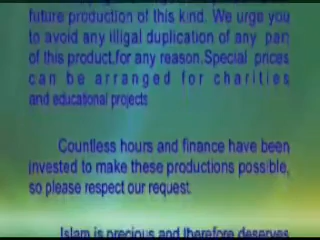 future production of this kind. We urge you
to avoid any illigal duplication of any part
of this product,for any reason.Special prices
can be arranged for charities
and educational projects
Countless hours and finance have been
invested to make these productions possible,
so please respect our request.
Islam is precious and therefore deserves